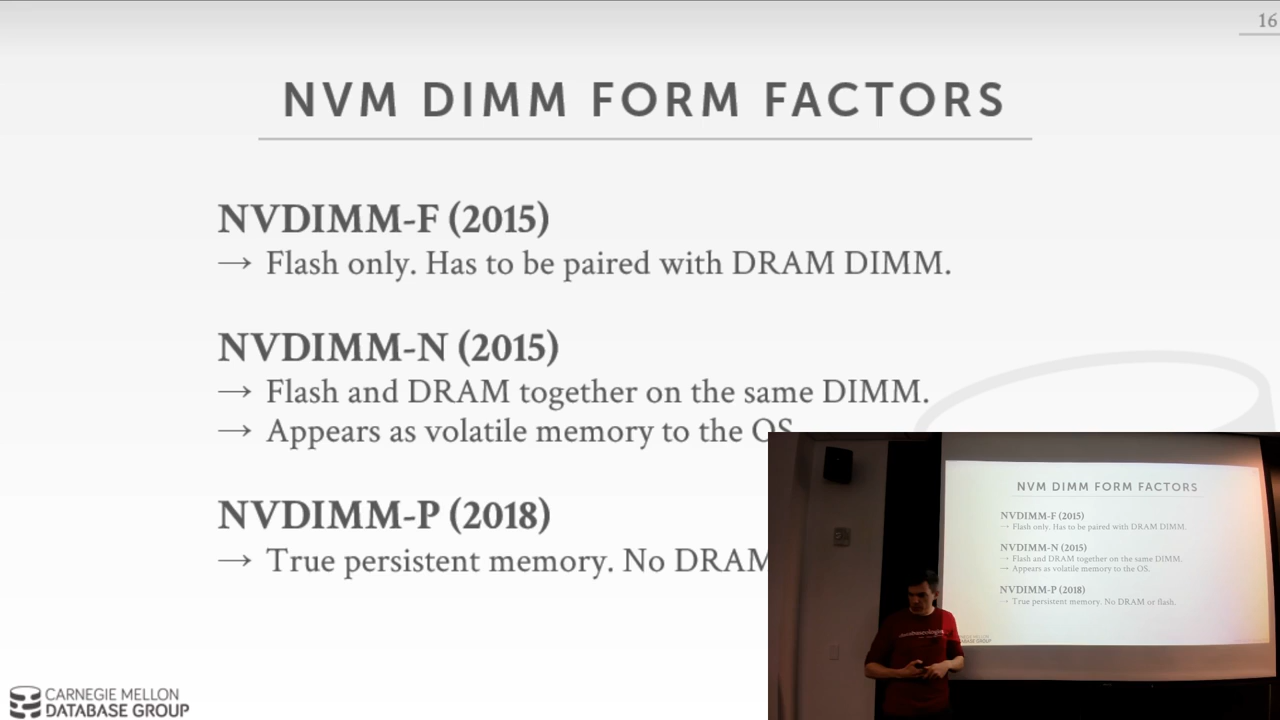 16
NVM DIMM FORM FACTORS
NVDIMM-F (2015)
→ Flash only. Has to be paired with DRAM DIMM.
NVDIMM-N (2015)
→ Flash and DRAM together on the same DIMM.
→ Appears as volatile memory to the OS.
NVDIMM-P (2018)
→ True persistent memory. No DRAM
NVM DIMM FORM FACTORS
NVDIMM-F (2015)
→ Flash only. Has to be paired with DRAM DIMM.
NVDIMM-N (2015)
→ Flash and DRAM together on the same DIMM.
→ Appears as volatile memory to the OS.
NVDIMM-P (2018)
→ True persistent memory. No DRAM or flash.
CARNEGIE MELLON
DATABASE GROUP